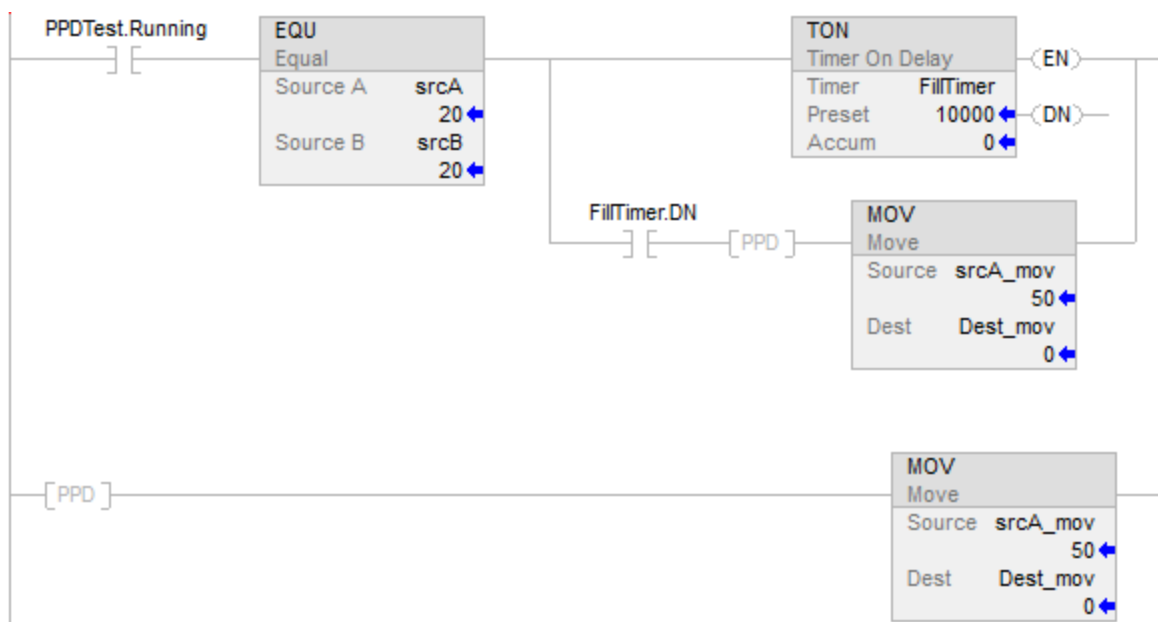 PPDTest.Running
EQU
Equal
Source A srcA
20
Source B srcB
20
TON
Timer On Delay
Timer FillTimer
Preset 10000
Accum 0
EN
DN
FillTimer.DN
PPD
MOV
Move
Source srcA_mov
50
Dest Dest_mov
0
PPD
MOV
Move
Source srcA_mov
50
Dest Dest_mov
0